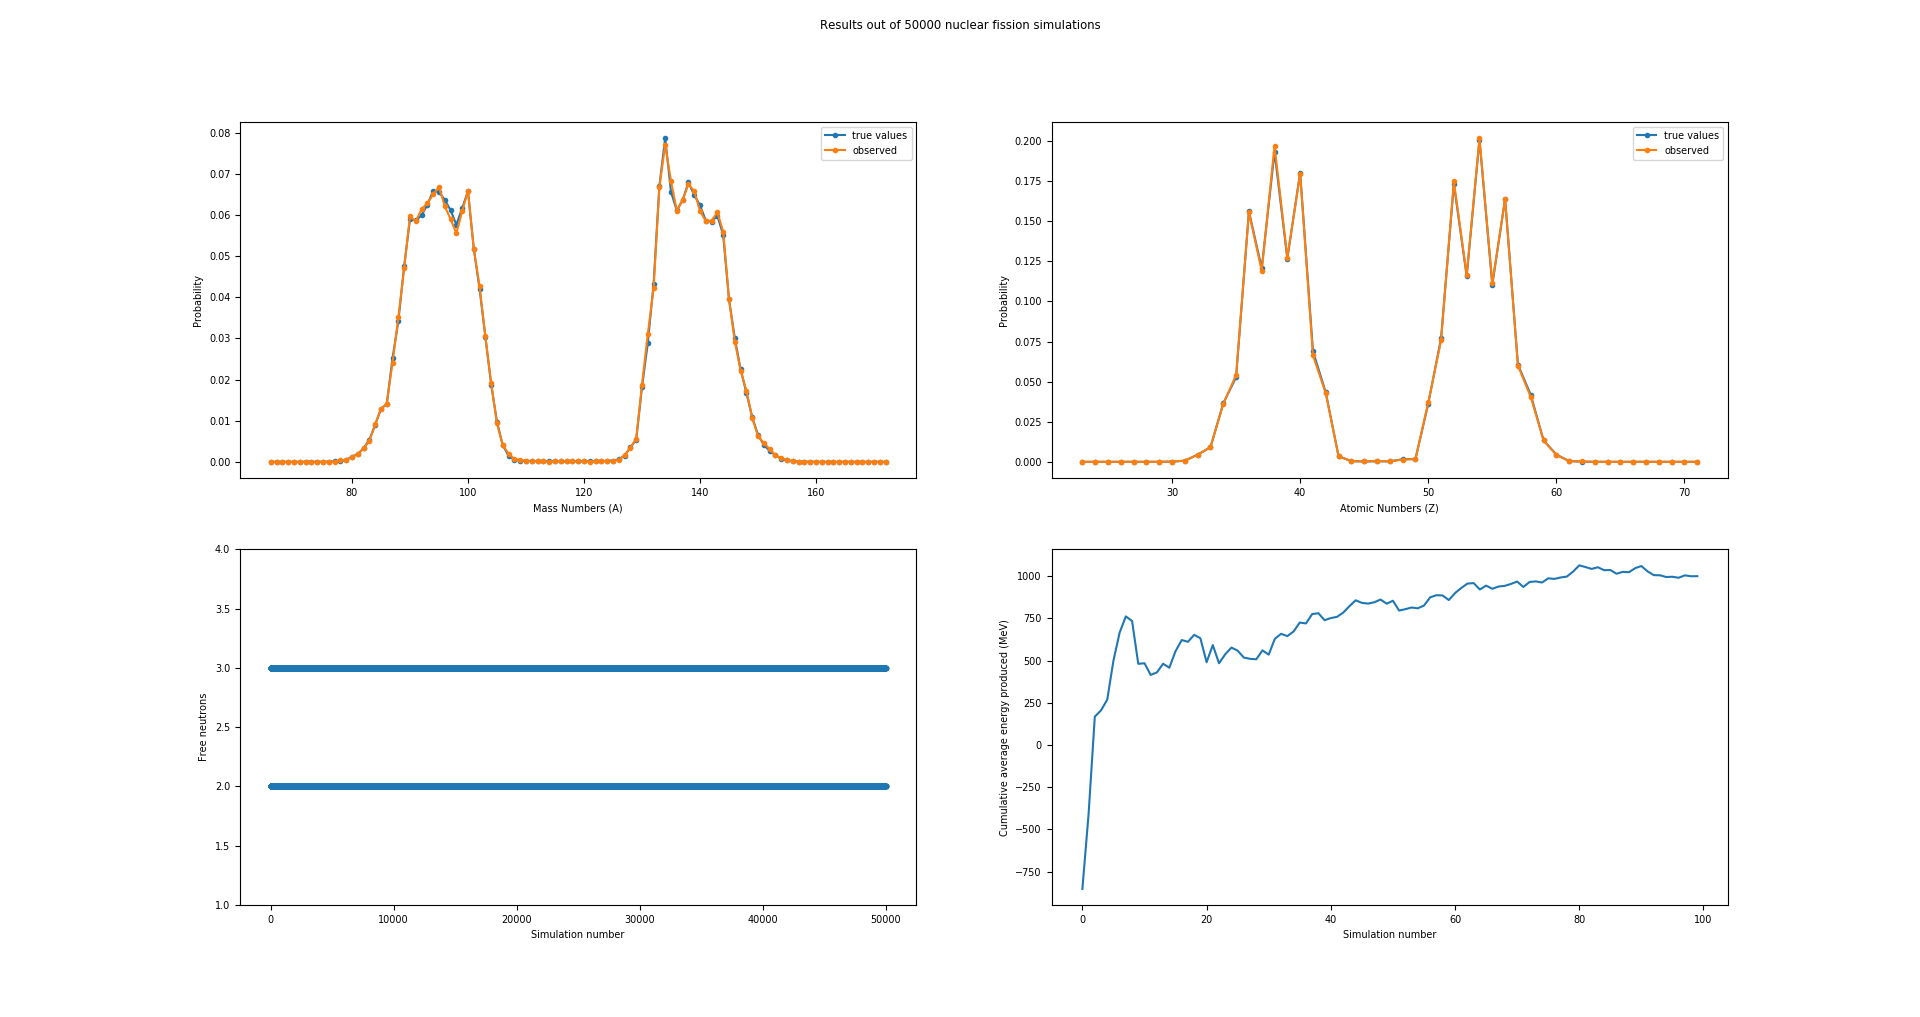 Results out of 50000 nuclear fission simulations
0.08
0.07
0.06
0.05
0.04
0.03
0.02
0.01
0.00
Probability
true values
observed
80 100 120 140 160
Mass Numbers (A)
0.200
0.175
0.150
0.125
0.100
0.075
0.050
0.025
0.000
Probability
true values
observed
30 40 50 60 70
Atomic Numbers (Z)
4.0
3.5
3.0
2.5
2.0
1.5
1.0
Free neutrons
0 10000 20000 30000 40000 50000
Simulation number
1000
750
500
250
0
−250
−500
−750
Cumulative average energy produced (MeV)
0 20 40 60 80 100
Simulation number